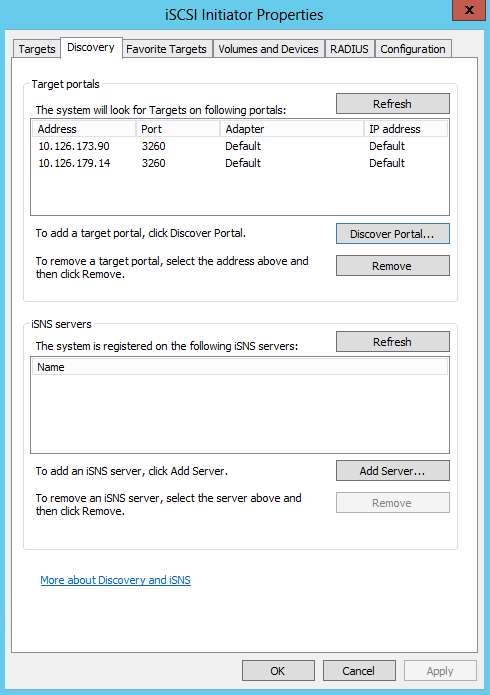 iSCSI Initiator Properties
x
Targets Discovery Favorite Targets Volumes and Devices RADIUS Configuration
Target portals
The system will look for Targets on following portals: Refresh
Address Port Adapter IP address
10.126.173.90 3260 Default Default
10.126.179.14 3260 Default Default
To add a target portal, click Discover Portal. Discover Portal...
To remove a target portal, select the address above and
then click Remove.
Remove
iSNS servers
The system is registered on the following iSNS servers: Refresh
Name
To add an iSNS server, click Add Server. Add Server...
To remove an iSNS server, select the server above and
then click Remove.
Remove
More about Discovery and iSNS
OK Cancel Apply